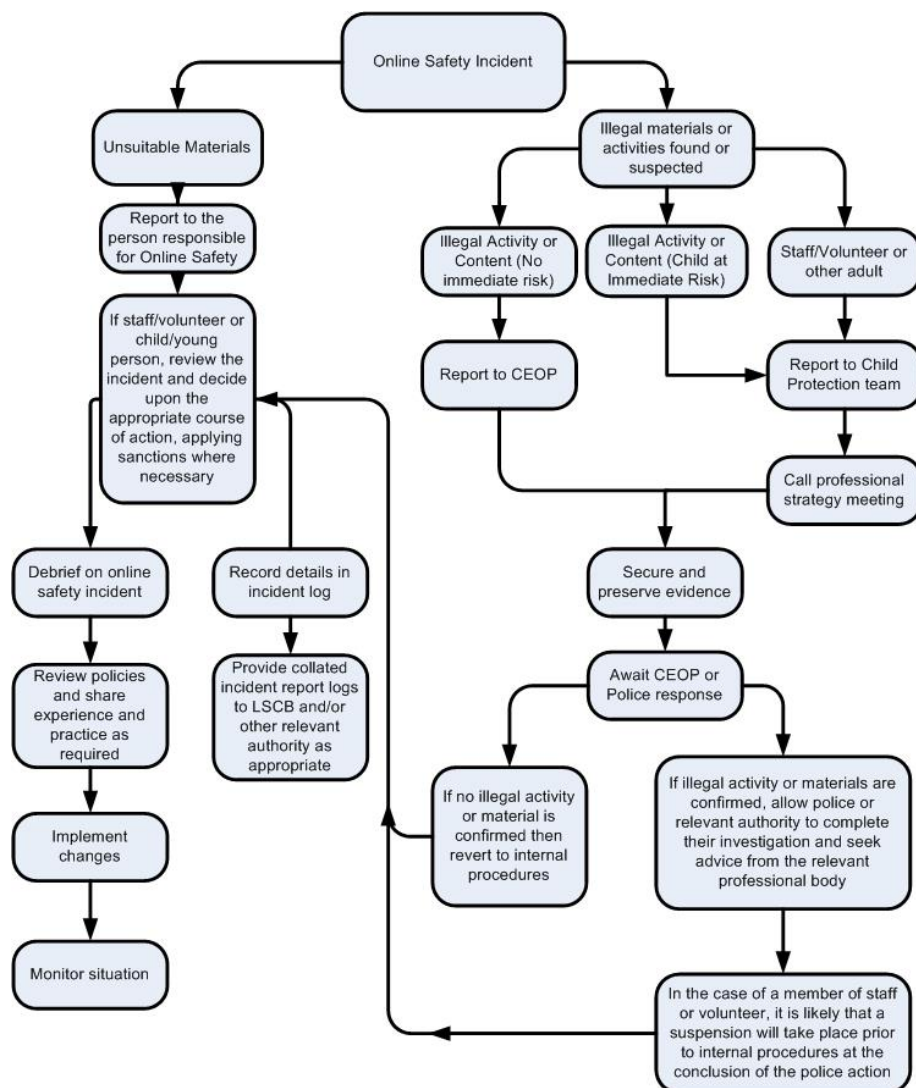 Online Safety Incident
Unsuitable Materials
Report to the
person responsible
for Online Safety
If staff/volunteer or
child/young
person, review the
incident and decide
upon the
appropriate course
of action, applying
sanctions where
necessary
Debrief on online
safety incident
Review policies
and share
experience and
practice as
required
Implement
changes
Monitor situation
Record details in
incident log
Provide collated
incident report logs
to LSCB and/or
other relevant
authority as
appropriate
Illegal materials or
activities found or
suspected
Illegal Activity or
Content (No
immediate risk)
Illegal Activity or
Content (Child at
Immediate Risk)
Staff/Volunteer or
other adult
Report to CEOP
Report to Child
Protection team
Call professional
strategy meeting
Secure and
preserve evidence
Await CEOP or
Police response
If no illegal activity
or material is
confirmed then
revert to internal
procedures
If illegal activity or materials are
confirmed, allow police or
relevant authority to complete
their investigation and seek
advice from the relevant
professional body
In the case of a member of staff
or volunteer, it is likely that a
suspension will take place prior
to internal procedures at the
conclusion of the police action